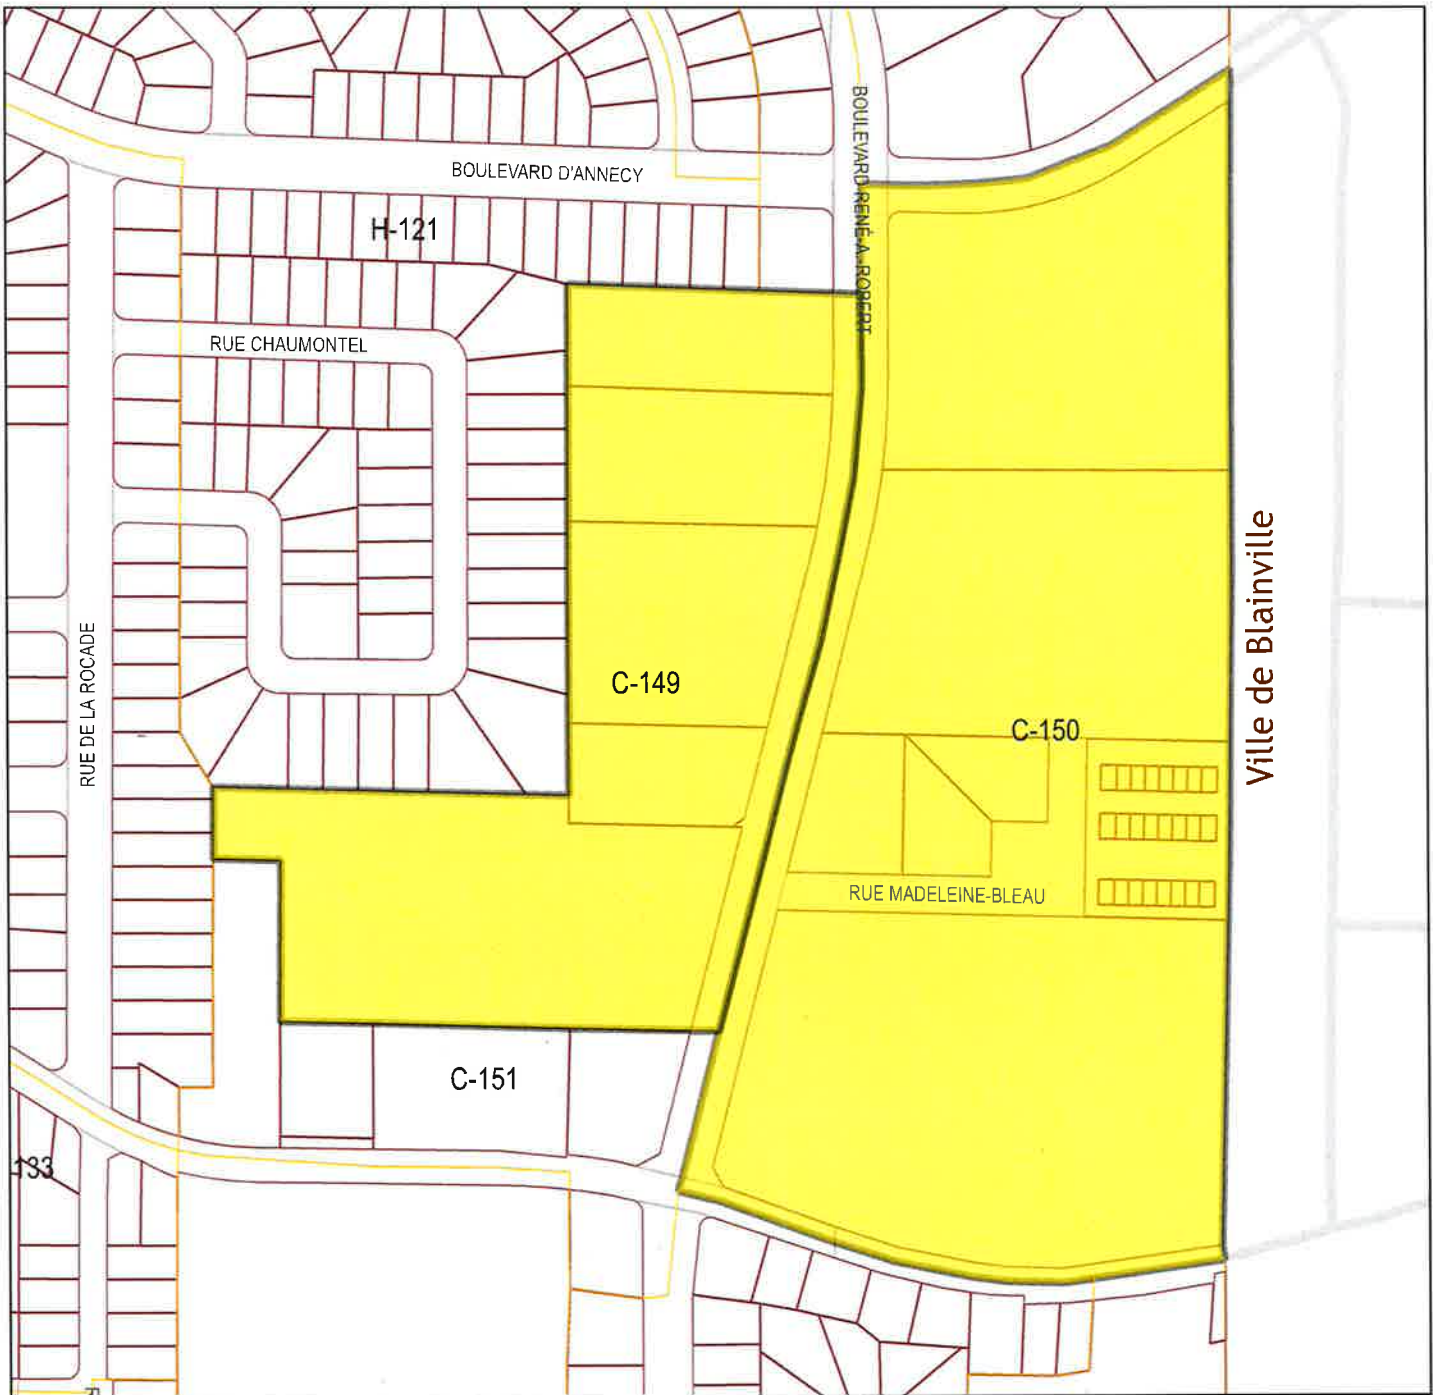 BOULEVARD D'ANNECY
BOULEVARD RENÉ-A.-ROBERT
H-121
RUE CHAUMONTEL
RUE DE LA ROCADE
C-149
C-150
Ville de Blainville
RUE MADELEINE-BLEAU
C-151
133
R